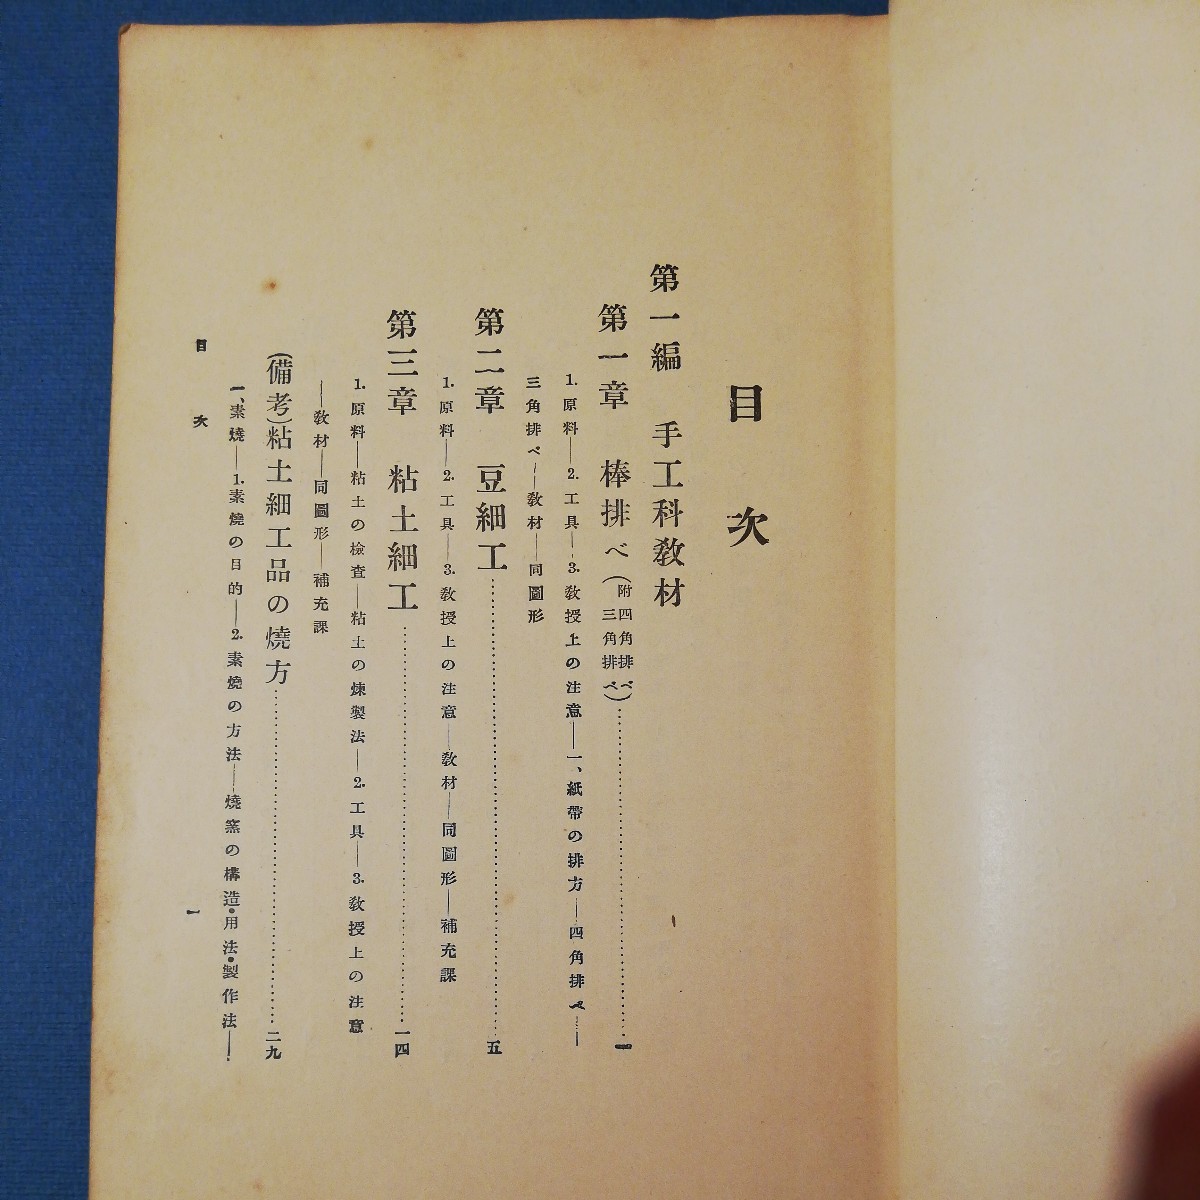 目次
第一編 手工科教材
第一章 棒排べ(附四角排べ 三角排べ)……一
1.原料―2.工具―3.教授上の注意―一、紙帶の排方―四角排べ―
三角排べ―教材―同圖形
第二章 豆細工……五
1.原料―2.工具―3.教授上の注意―教材―同圖形―補充課
第三章 粘土細工……一四
1.原料―粘土の檢査―粘土の煉製法―2.工具―3.教授上の注意
―教材―同圖形―補充課
(備考)粘土細工品の燒方……二九
一、素燒―1.素燒の目的―2.素燒の方法―燒窯の構造・用法・製作法―
目次
一